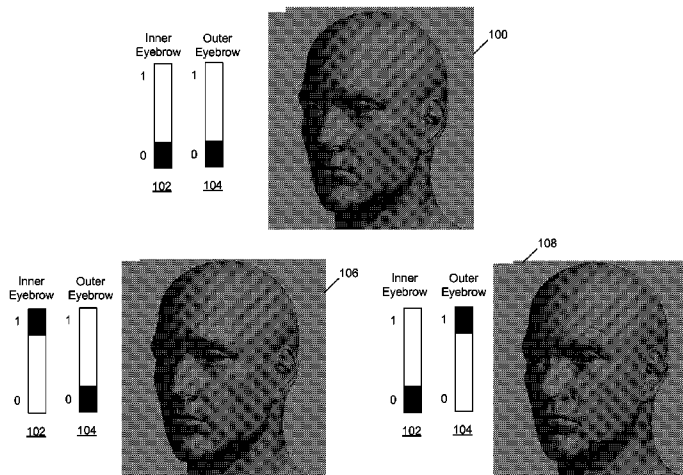 Inner Outer
Eyebrow Eyebrow
100
1 1
0 0
102 104
108
106
Inner Outer
Eyebrow Eyebrow
1 1
0 0
102 104
Inner Outer
Eyebrow Eyebrow
1 1
0 0
102 104